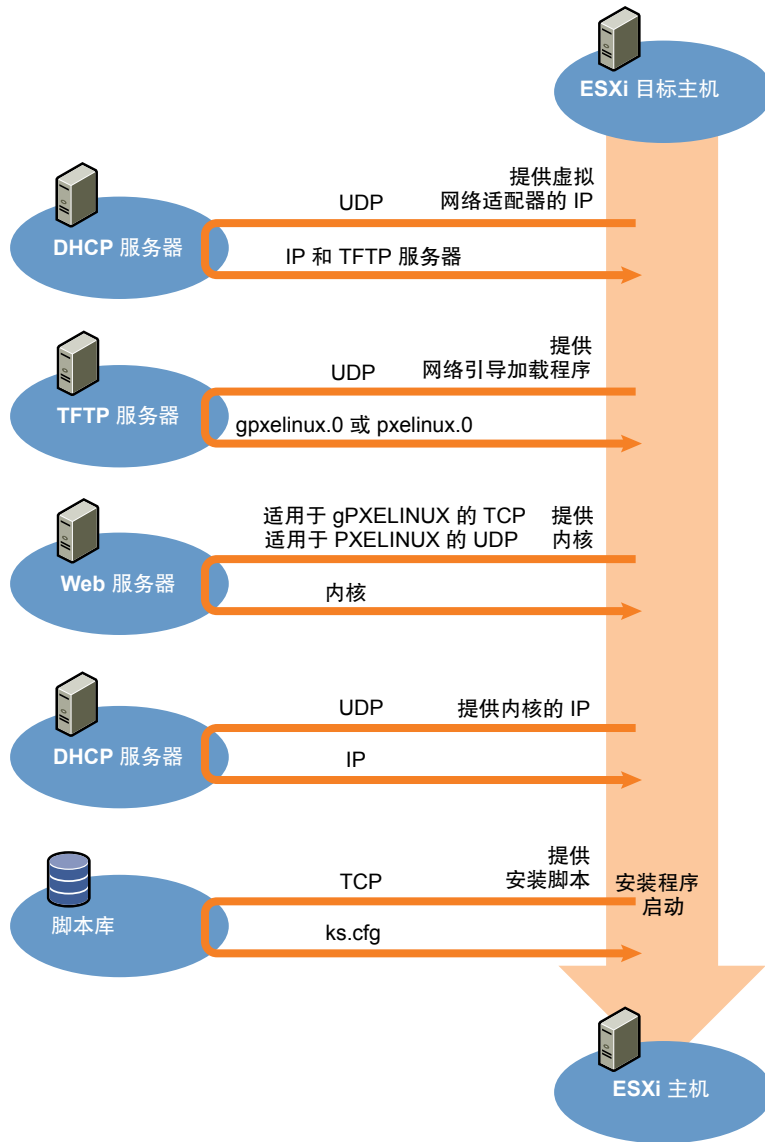 ESXi 目标主机
提供虚拟
UDP 网络适配器的 IP
DHCP 服务器
IP 和 TFTP 服务器
提供
UDP 网络引导加载程序
TFTP 服务器
gpxelinux.0 或 pxelinux.0
适用于 gPXELINUX 的 TCP 提供
适用于 PXELINUX 的 UDP 内核
Web 服务器
内核
UDP 提供内核的 IP
DHCP 服务器
IP
提供
TCP 安装脚本
安装程序
启动
脚本库
ks.cfg
ESXi 主机